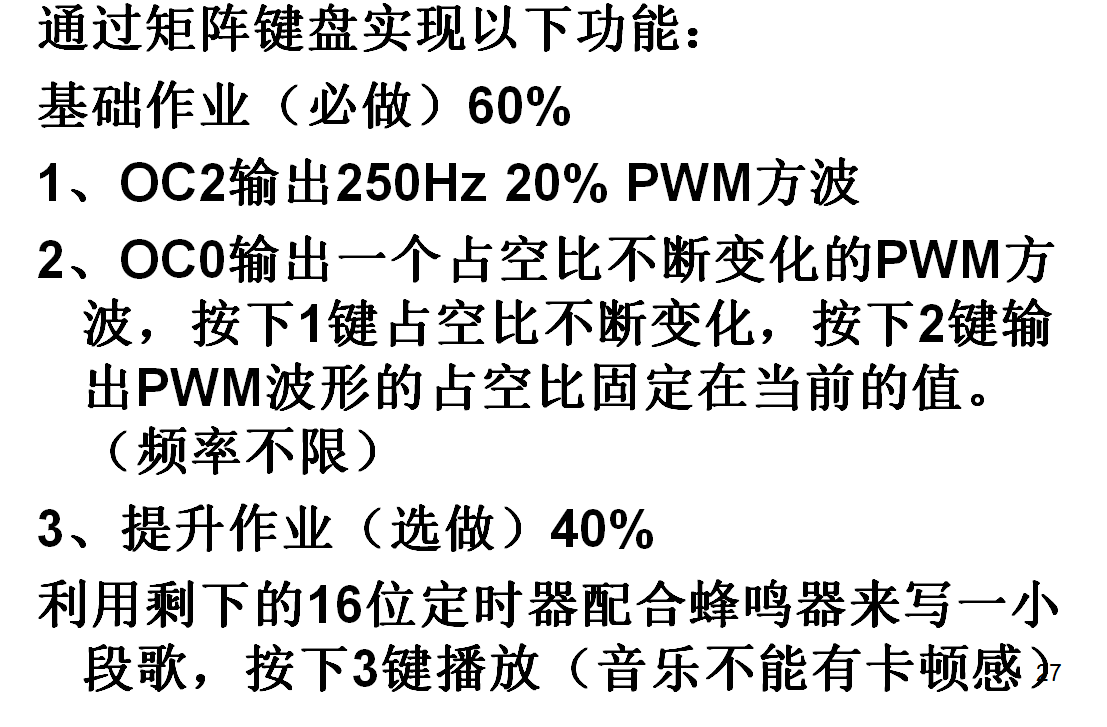 通过矩阵键盘实现以下功能：
基础作业（必做）60%
1、OC2输出250Hz 20% PWM方波
2、OC0输出一个占空比不断变化的PWM方
波，按下1键占空比不断变化，按下2键输
出PWM波形的占空比固定在当前的值。
（频率不限）
3、提升作业（选做）40%
利用剩下的16位定时器配合蜂鸣器来写一小
段歌，按下3键播放（音乐不能有卡顿感）
27